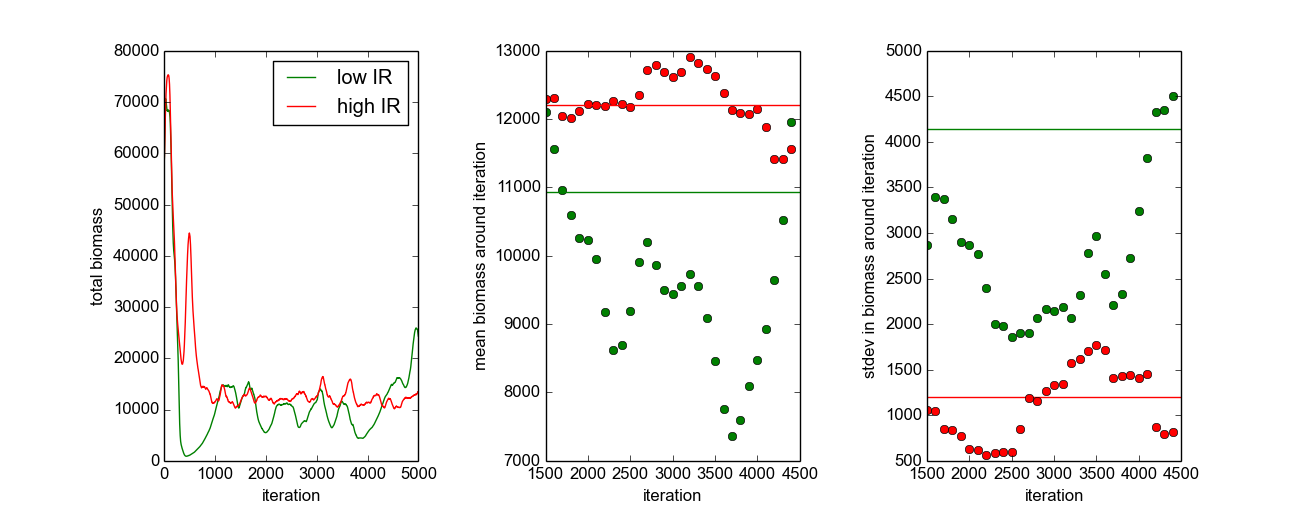 80000
70000
60000
50000
40000
30000
20000
10000
0
total biomass
0 1000 2000 3000 4000 5000
iteration
low IR
high IR
13000
12000
11000
10000
9000
8000
7000
mean biomass around iteration
1500 2000 2500 3000 3500 4000 4500
iteration
5000
4500
4000
3500
3000
2500
2000
1500
1000
500
stdev in biomass around iteration
1500 2000 2500 3000 3500 4000 4500
iteration